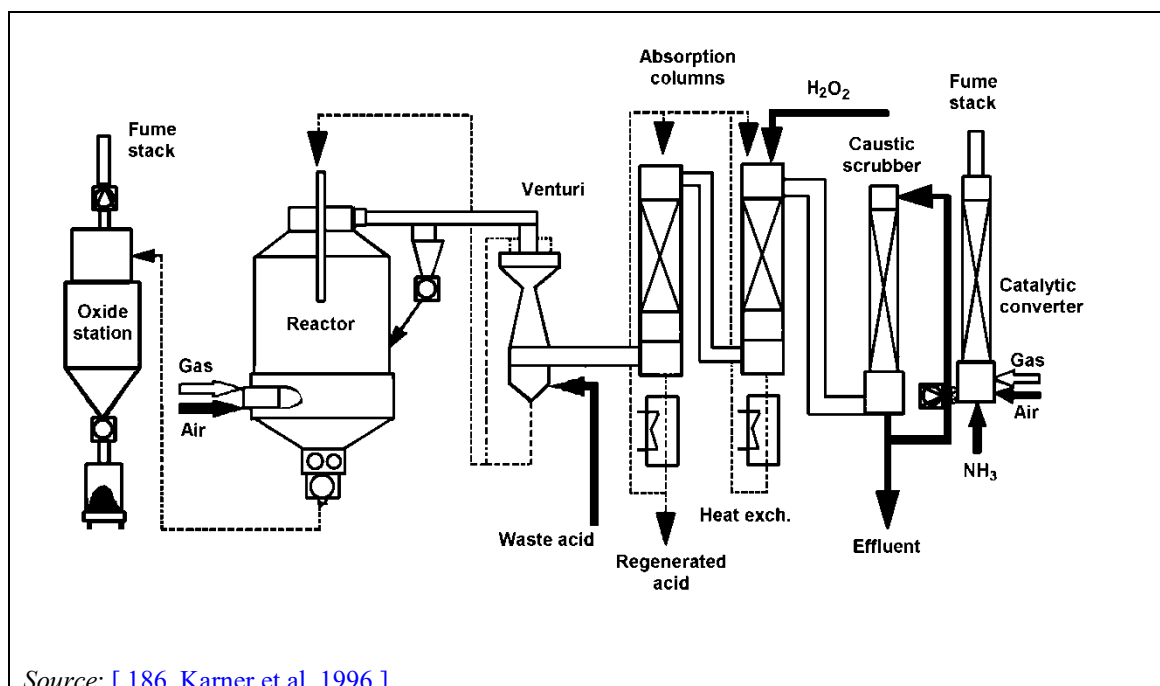 Absorption
columns
H₂O₂
Fume
stack
Fume
stack
Caustic
scrubber
Venturi
Oxide
station
Reactor
Catalytic
converter
Gas
Air
Gas
Air
NH₃
Waste acid
Heat exch.
Regenerated
acid
Effluent
Source: [ 186, Karner et al. 1996 ]